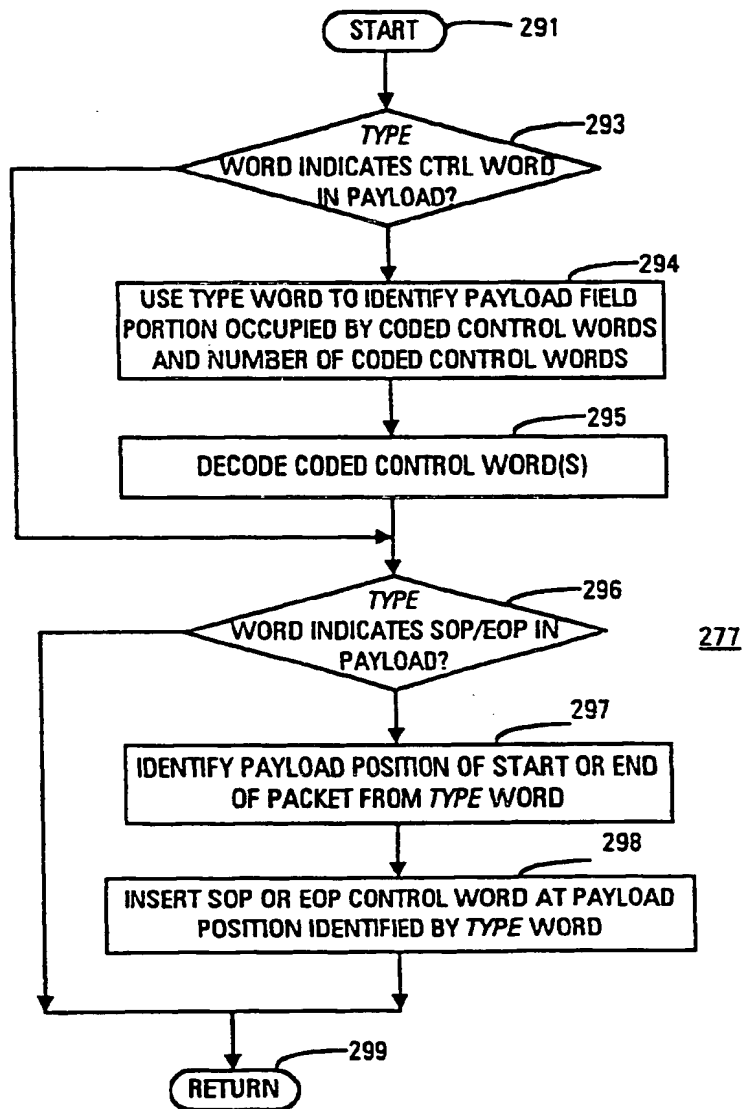 START
291
TYPE
293
WORD INDICATES CTRL WORD
IN PAYLOAD?
294
USE TYPE WORD TO IDENTIFY PAYLOAD FIELD
PORTION OCCUPIED BY CODED CONTROL WORDS
AND NUMBER OF CODED CONTROL WORDS
295
DECODE CODED CONTROL WORD(S)
296
TYPE
WORD INDICATES SOP/EOP IN
PAYLOAD?
277
297
IDENTIFY PAYLOAD POSITION OF START OR END
OF PACKET FROM TYPE WORD
298
INSERT SOP OR EOP CONTROL WORD AT PAYLOAD
POSITION IDENTIFIED BY TYPE WORD
299
RETURN